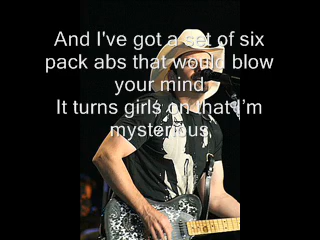 And I've got a set of six
pack abs that would blow
your mind
It turns girls on that I'm
mysterious